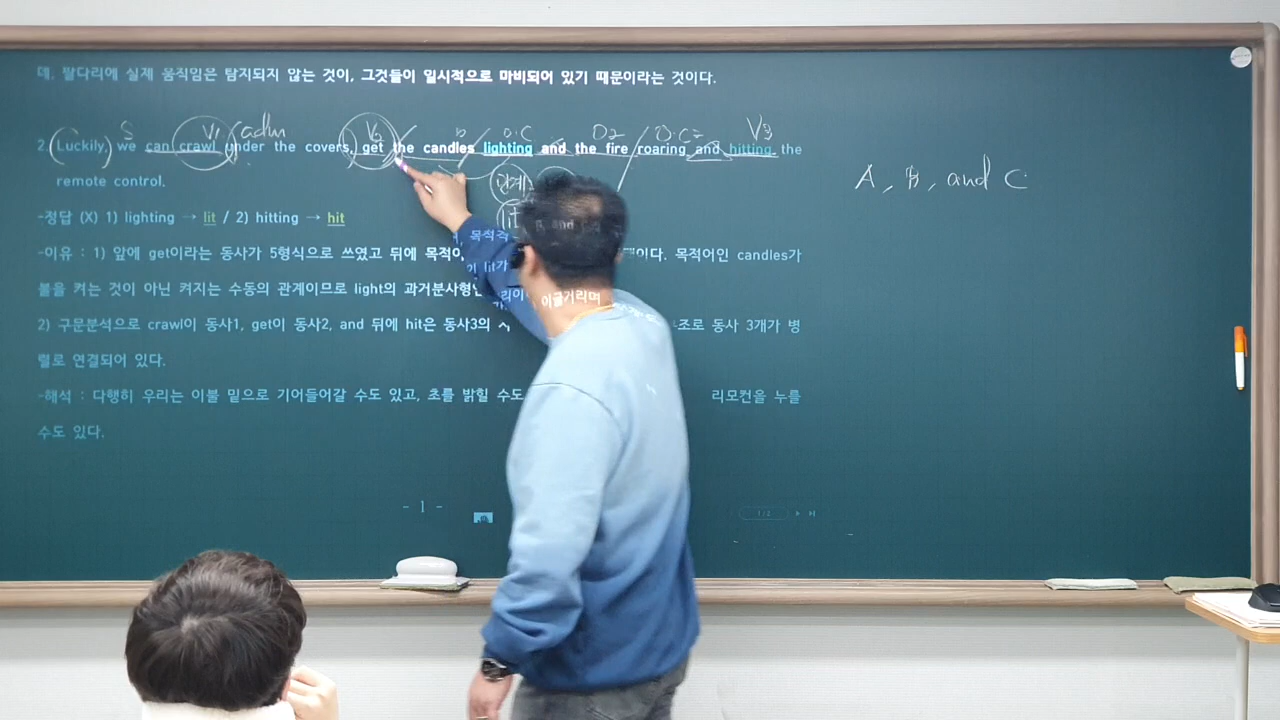 데. 팔다리에 실제 움직임은 탐지되지 않는 것이, 그것들이 일시적으로 마비되어 있기 때문이라는 것이다.
S V1 O O.C O2 O.C2 V3
2. Luckily, we can crawl under the covers, get the candles lighting and the fire roaring and hitting the
A, B, and C
remote control.
관계
-정답 (X) 1) lighting → lit / 2) hitting → hit
lit
-이유 : 1) 앞에 get이라는 동사가 5형식으로 쓰였고 뒤에 목적이다. 목적어인 candles가
불을 켜는 것이 아닌 켜지는 수동의 관계이므로 light의 과거분사형인
이글거리며
2) 구문분석으로 crawl이 동사1, get이 동사2, and 뒤에 hit은 동사3의 조로 동사 3개가 병
렬로 연결되어 있다.
-해석 : 다행히 우리는 이불 밑으로 기어들어갈 수도 있고, 초를 밝힐 수도 리모컨을 누를
수도 있다.
- 1 -
1/2